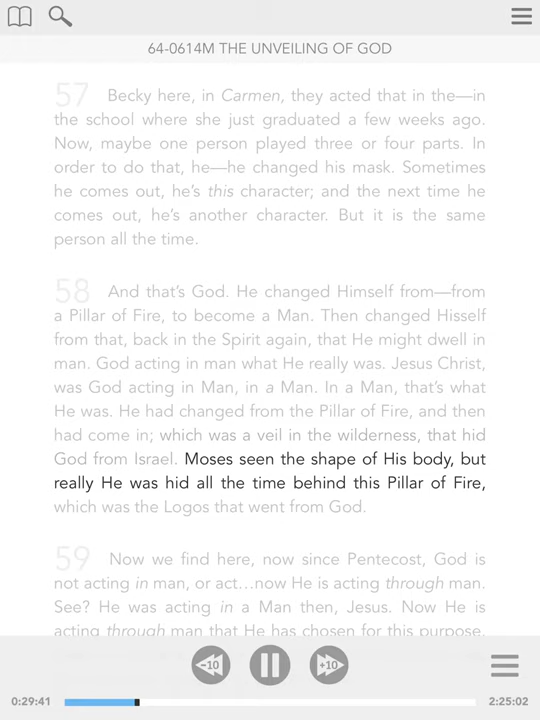 64-0614M THE UNVEILING OF GOD
57 Becky here, in Carmen, they acted that in the—in
the school where she just graduated a few weeks ago.
Now, maybe one person played three or four parts. In
order to do that, he—he changed his mask. Sometimes
he comes out, he's this character; and the next time he
comes out, he's another character. But it is the same
person all the time.
58 And that's God. He changed Himself from—from
a Pillar of Fire, to become a Man. Then changed Hisself
from that, back in the Spirit again, that He might dwell in
man. God acting in man what He really was. Jesus Christ,
was God acting in Man, in a Man. In a Man, that's what
He was. He had changed from the Pillar of Fire, and then
had come in; which was a veil in the wilderness, that hid
God from Israel. Moses seen the shape of His body, but
really He was hid all the time behind this Pillar of Fire,
which was the Logos that went from God.
59 Now we find here, now since Pentecost, God is
not acting in man, or act…now He is acting through man.
See? He was acting in a Man then, Jesus. Now He is
acting through man that He has chosen for this purpose.
-10 +10
0:29:41 2:25:02